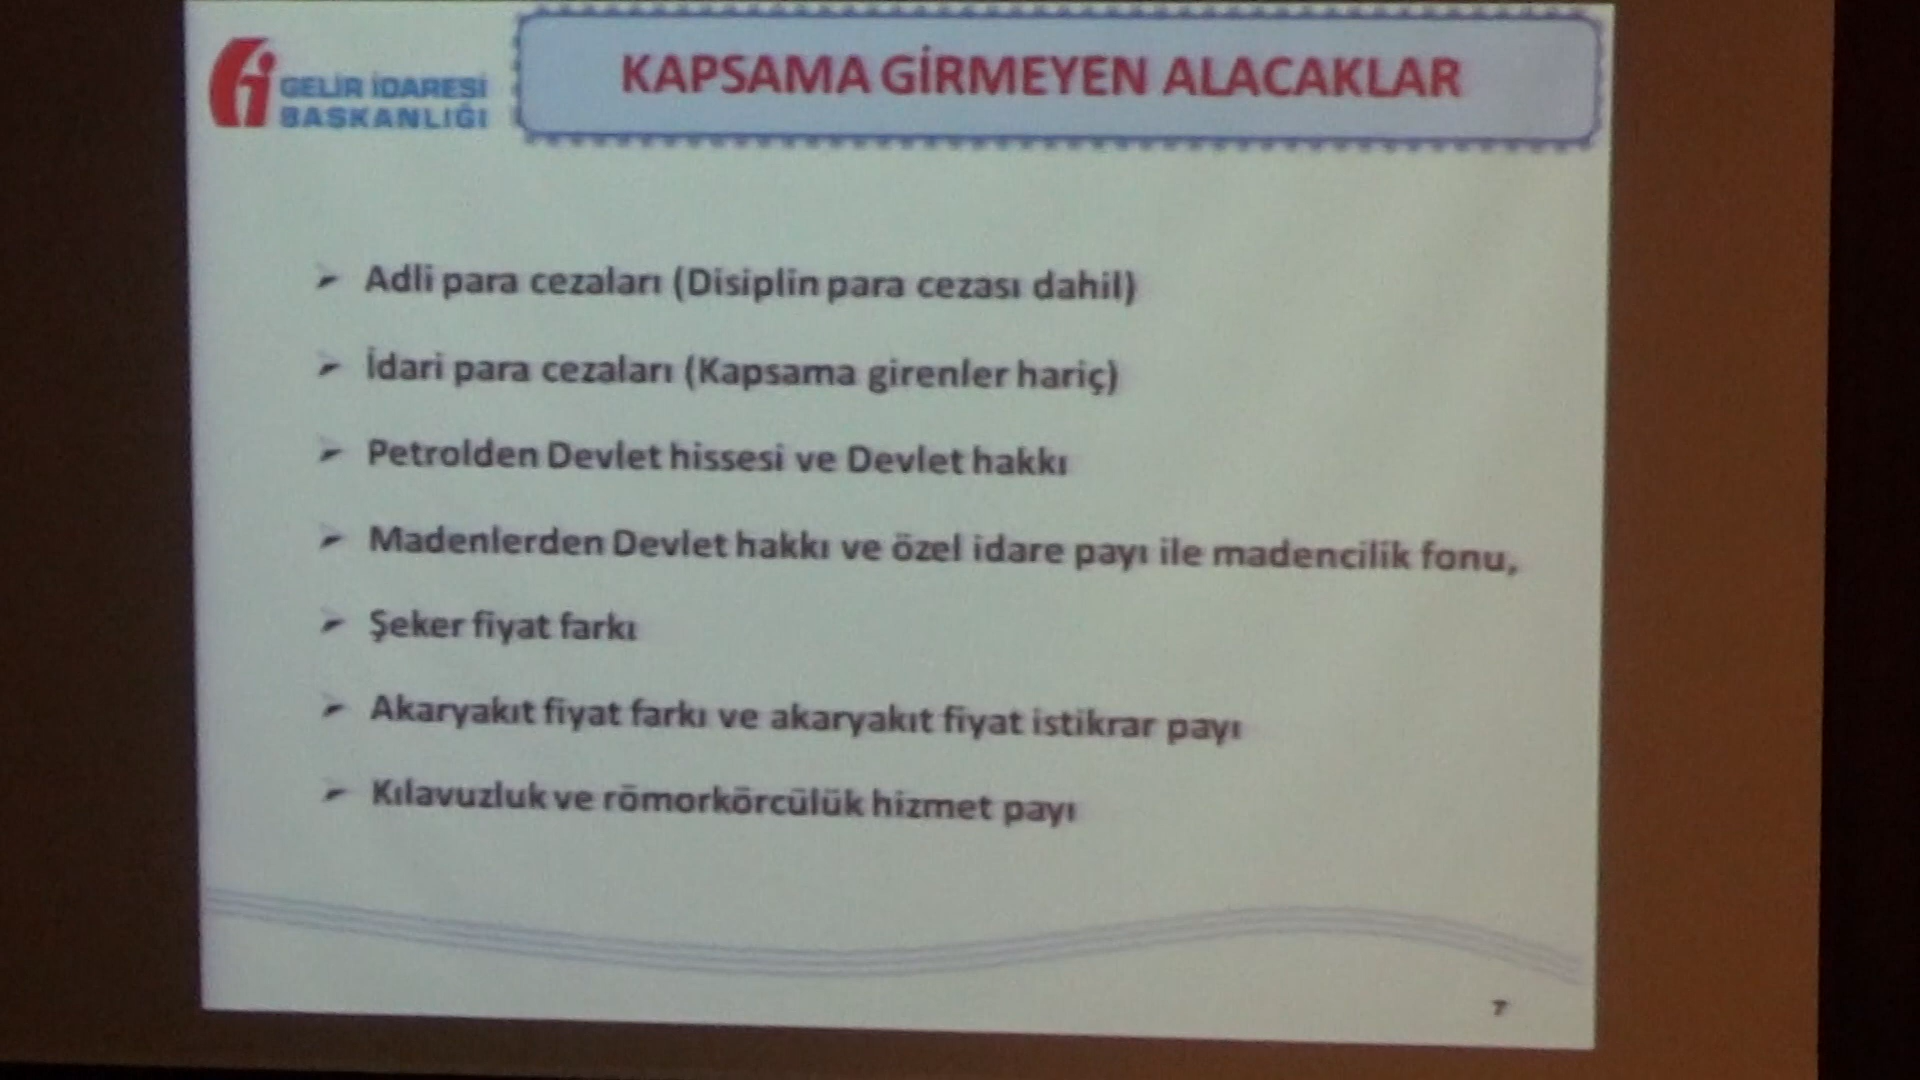 GELİR İDARESİ
BAŞKANLIĞI
KAPSAMA GİRMEYEN ALACAKLAR
➢ Adli para cezaları (Disiplin para cezası dahil)
➢ İdari para cezaları (Kapsama girenler hariç)
➢ Petrolden Devlet hissesi ve Devlet hakkı
➢ Madenlerden Devlet hakkı ve özel idare payı ile madencilik fonu,
➢ Şeker fiyat farkı
➢ Akaryakıt fiyat farkı ve akaryakıt fiyat istikrar payı
➢ Kılavuzluk ve römorkörcülük hizmet payı
7